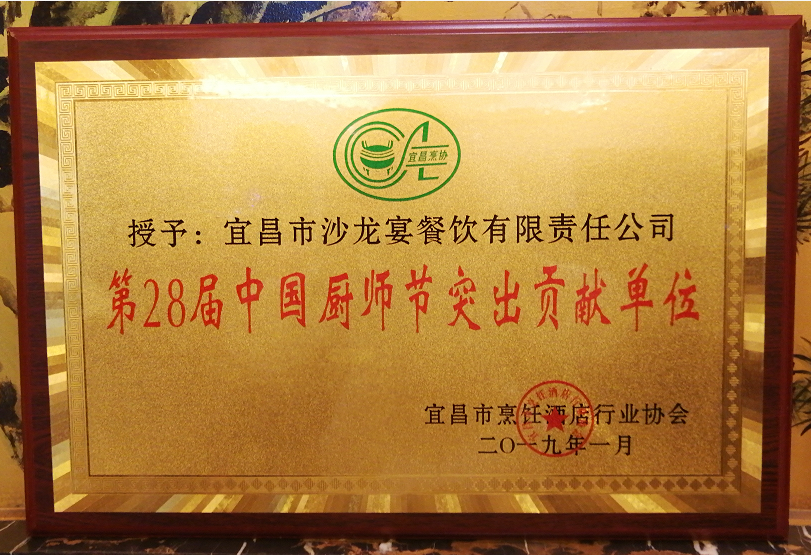 宜昌烹协
授予：宜昌市沙龙宴餐饮有限责任公司
第28届中国厨师节突出贡献单位
宜昌市烹饪酒店行业协会
二〇一九年一月